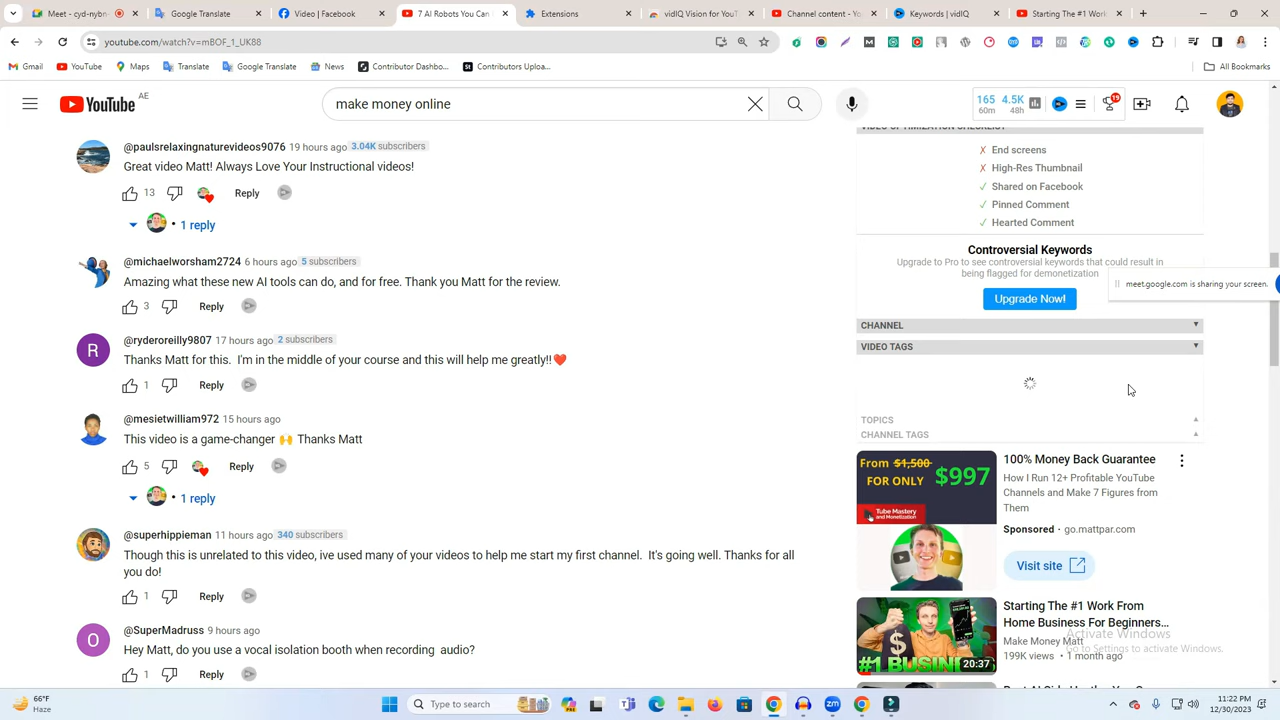 Meet - gyo-cxfd
Google Translate
Facebook
7 AI Robots You Can
Extensions
vidIQ Vision for You
Channel content - Yo
Keywords
Starting The #1 Wo
youtube.com/watch?v=mBOF_1_UK88
Gmail
YouTube
Maps
Translate
Google Translate
News
Contributor Dashbo...
Contributor Uploa...
All Bookmarks
YouTube
AE
make money online
165
60m
4.5K
48h
19
@paulsrelaxingnaturevideos976 19 hours ago 3.04K subscribers
Great video Matt! Always Love Your Instructional videos!
13
Reply
1 reply
@michaelworsham2724 6 hours ago 5 subscribers
Amazing what these new AI tools can do, and for free. Thank you Matt for the review.
3
Reply
@ryderreilly7587 17 hours ago 2 subscribers
Thanks Matt for this. I'm in the middle of your course and this will help me greatly!!
1
Reply
@mesietwilliam972 15 hours ago
This video is a game-changer 🙌 Thanks Matt
5
Reply
1 reply
@superhippieman 11 hours ago 340 subscribers
Though this is unrelated to this video, ive used many of your videos to help me start my first channel. It's going well. Thanks for all
you do!
1
Reply
@SuperMadruss 9 hours ago
Hey Matt, do you use a vocal isolation booth when recording audio?
1
Reply
VIDEO OPTIMIZATION CHECKLIST
✗ End screens
✗ High-Res Thumbnail
✓ Shared on Facebook
✓ Pinned Comment
✓ Hearted Comment
Controversial Keywords
Upgrade to Pro to see controversial keywords that could result in
being flagged for demonetization
Upgrade Now!
meet.google.com is sharing your screen.
CHANNEL
VIDEO TAGS
TOPICS
CHANNEL TAGS
From $1,500
FOR ONLY
$997
Tube Mastery
and Monetization
100% Money Back Guarantee
How I Run 12+ Profitable YouTube
Channels and Make 7 Figures from
Them
Sponsored · go.mattpar.com
Visit site
#1 BUSIN
20:37
Starting The #1 Work From
Home Business For Beginners...
Make Money Matt
199K views • 1 month ago
Activate Windows
Go to Settings to activate Windows.
66°F
Haze
Type to search
11:22 PM
12/30/2023